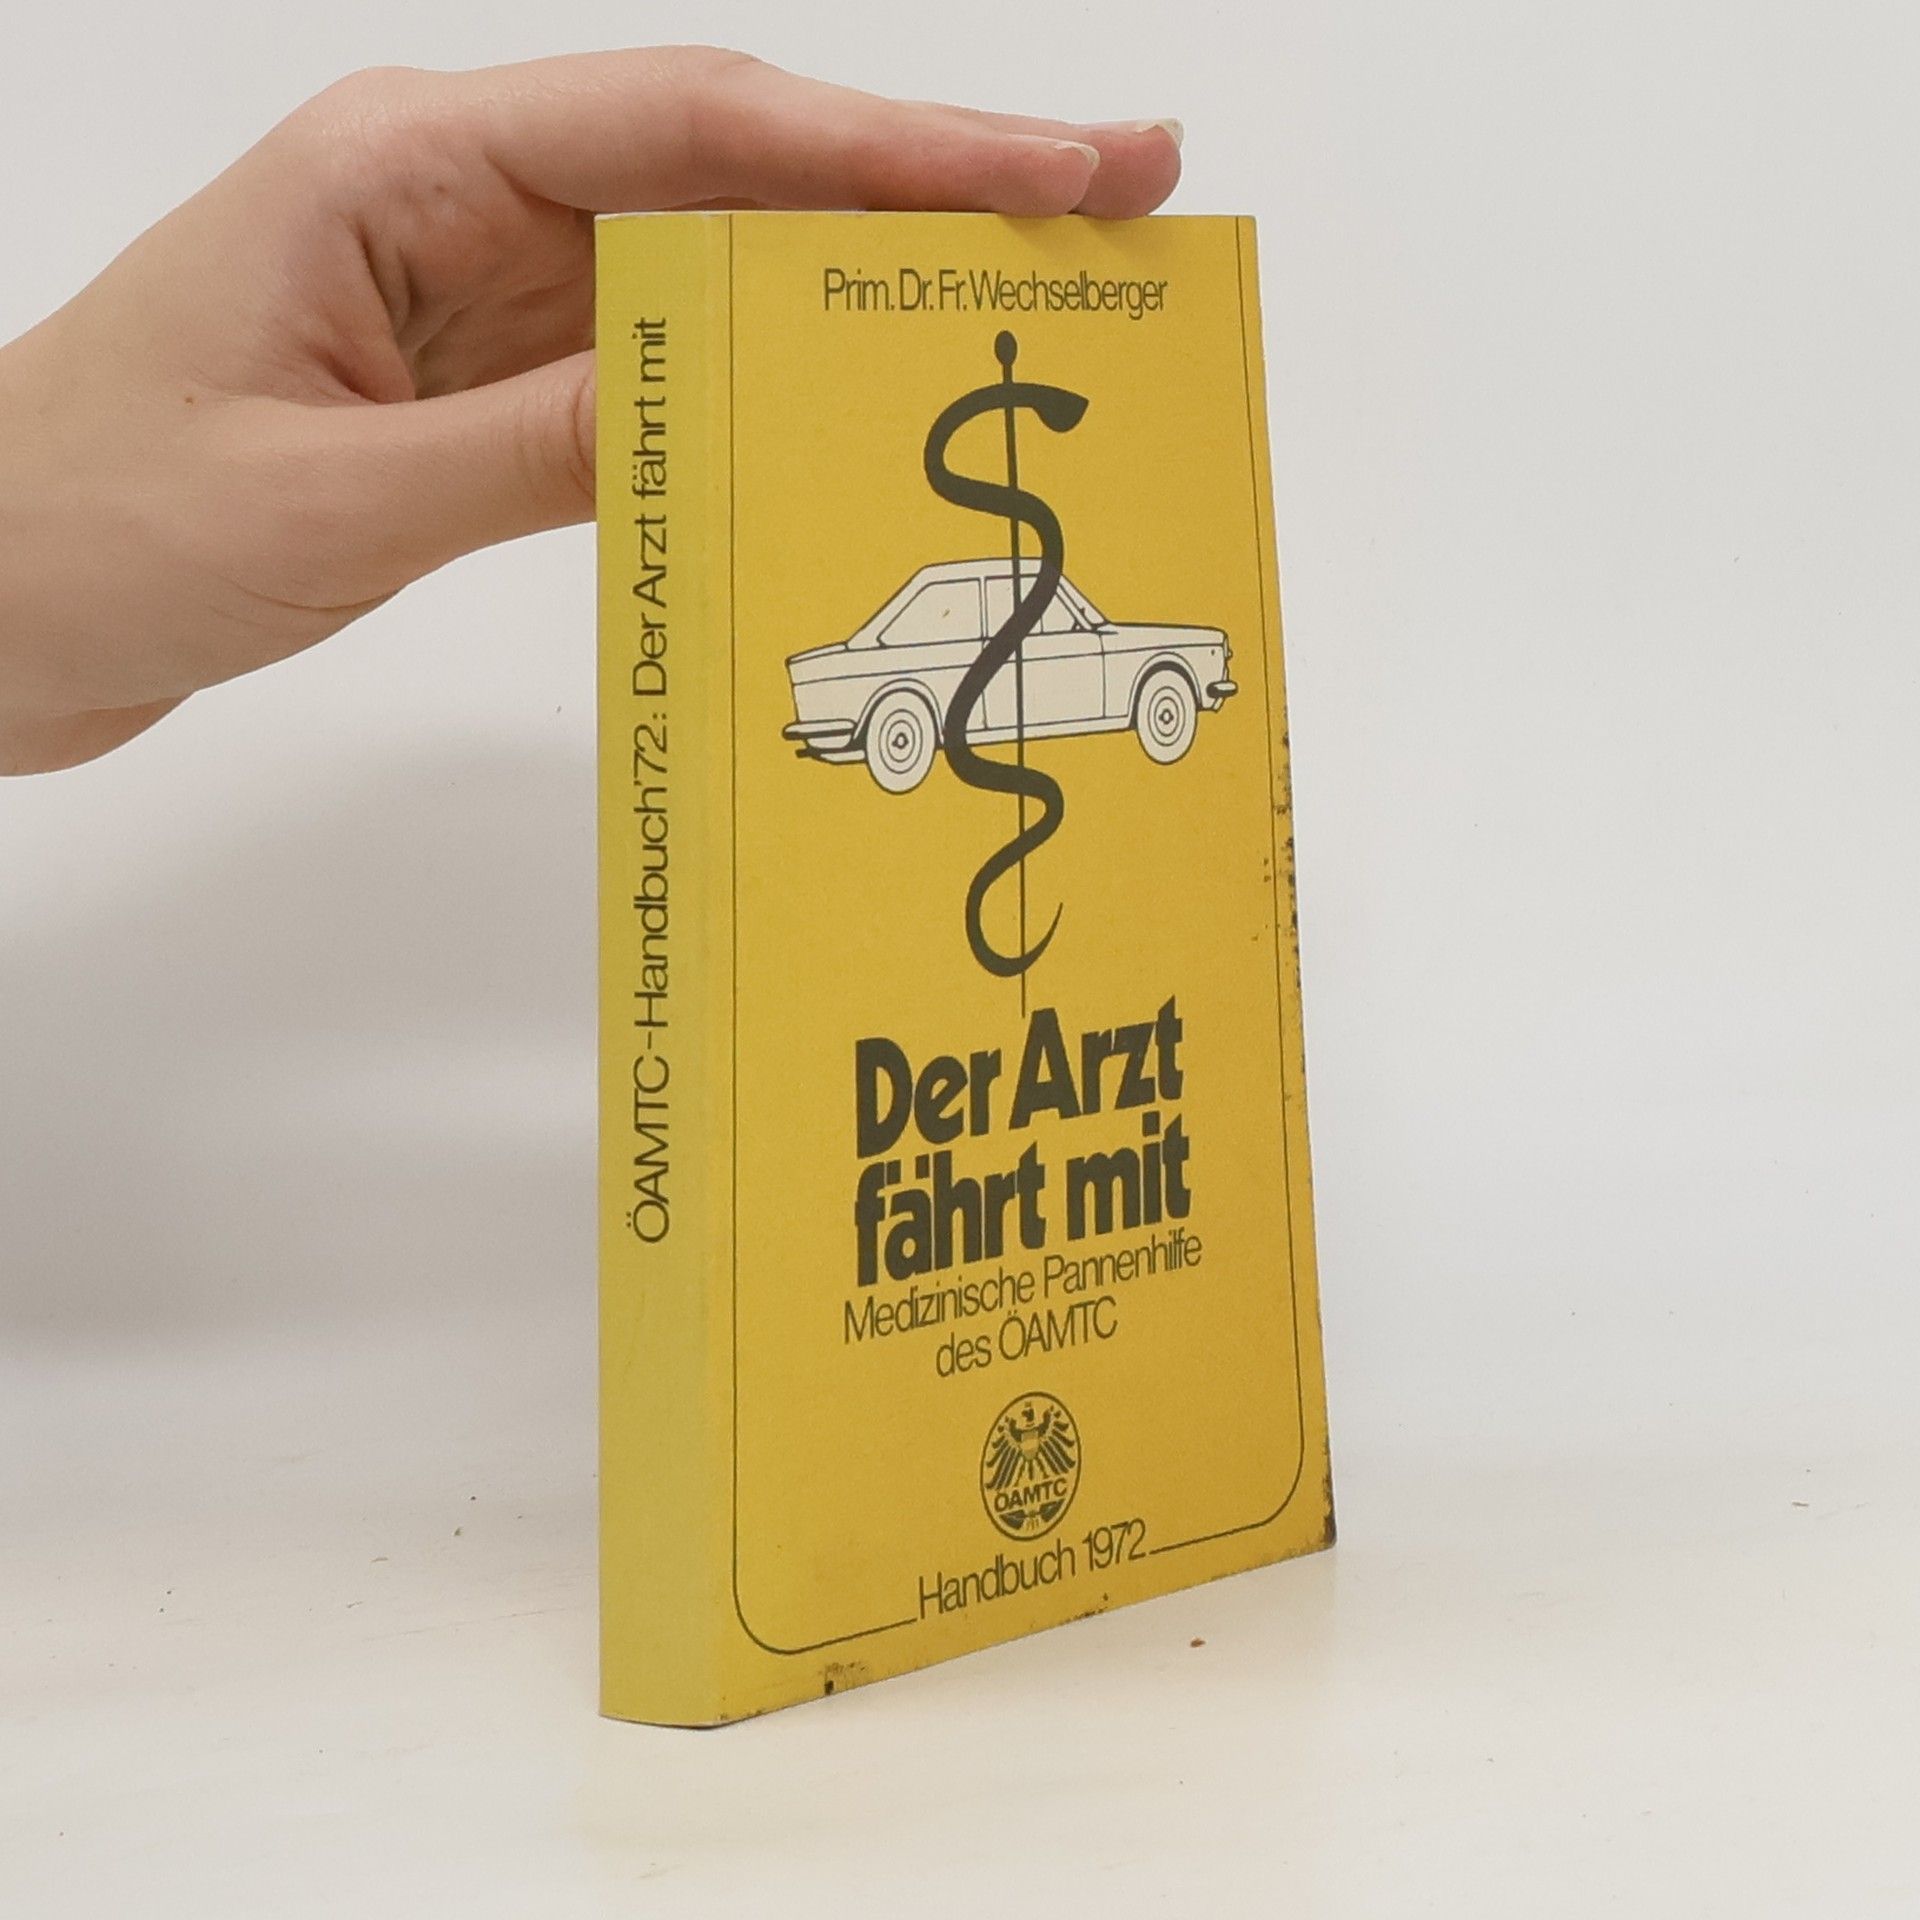 ÖAMTC-Handbuch'72: Der Arzt fährt mit
Prim. Dr. Fr. Wechselberger
Der Arzt
fährt mit
Medizinische Pannenhilfe
des ÖAMTC
ÖAMTC
Handbuch 1972